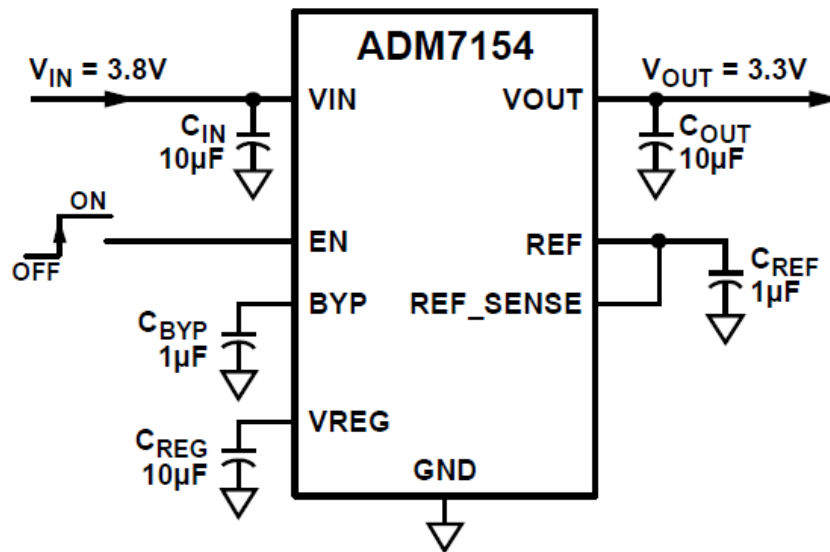 ADM7154
V_IN = 3.8V
VIN
VOUT
V_OUT = 3.3V
C_IN
10µF
C_OUT
10µF
ON
OFF
EN
REF
C_REF
1µF
BYP
REF_SENSE
C_BYP
1µF
VREG
C_REG
10µF
GND